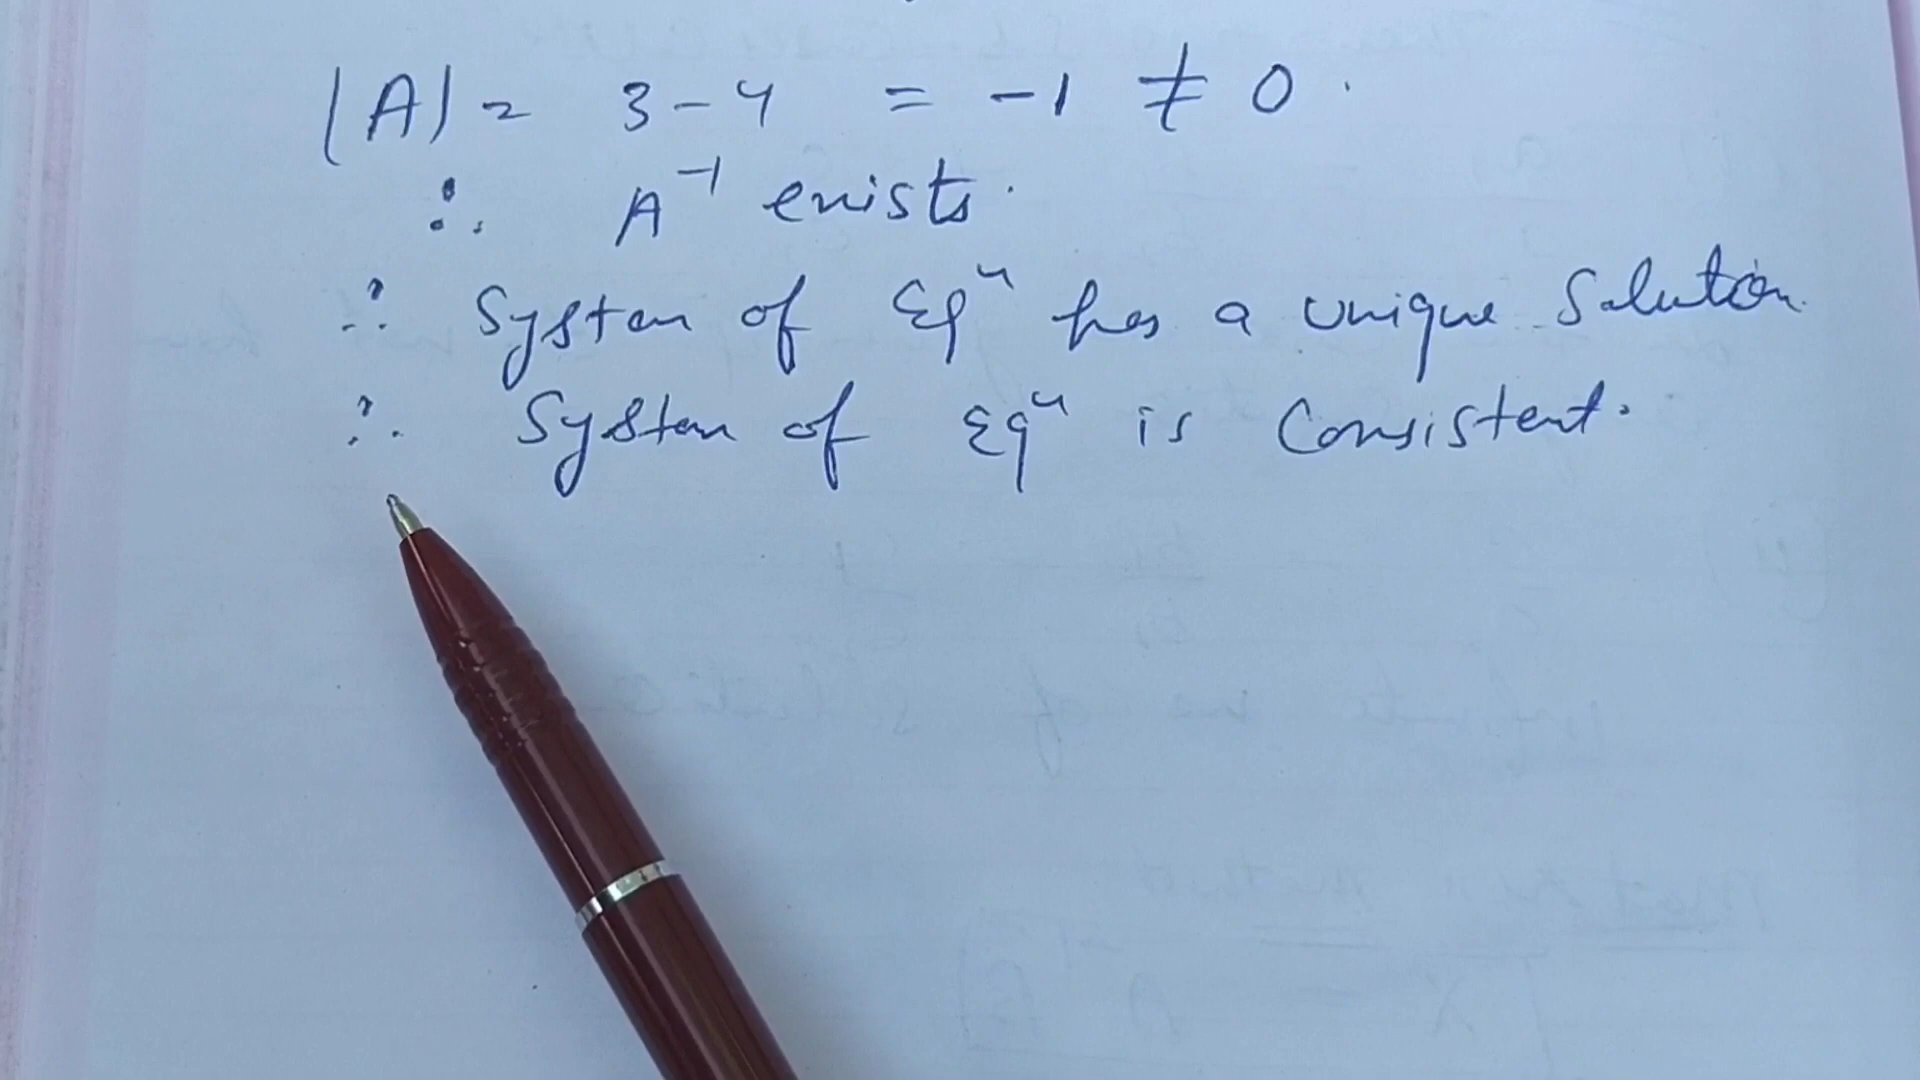 |A| = 3-4 = -1 ≠ 0.
∴ A⁻¹ exists.
∴ System of Eqⁿ has a unique Solution.
∴ System of Eqⁿ is Consistent.